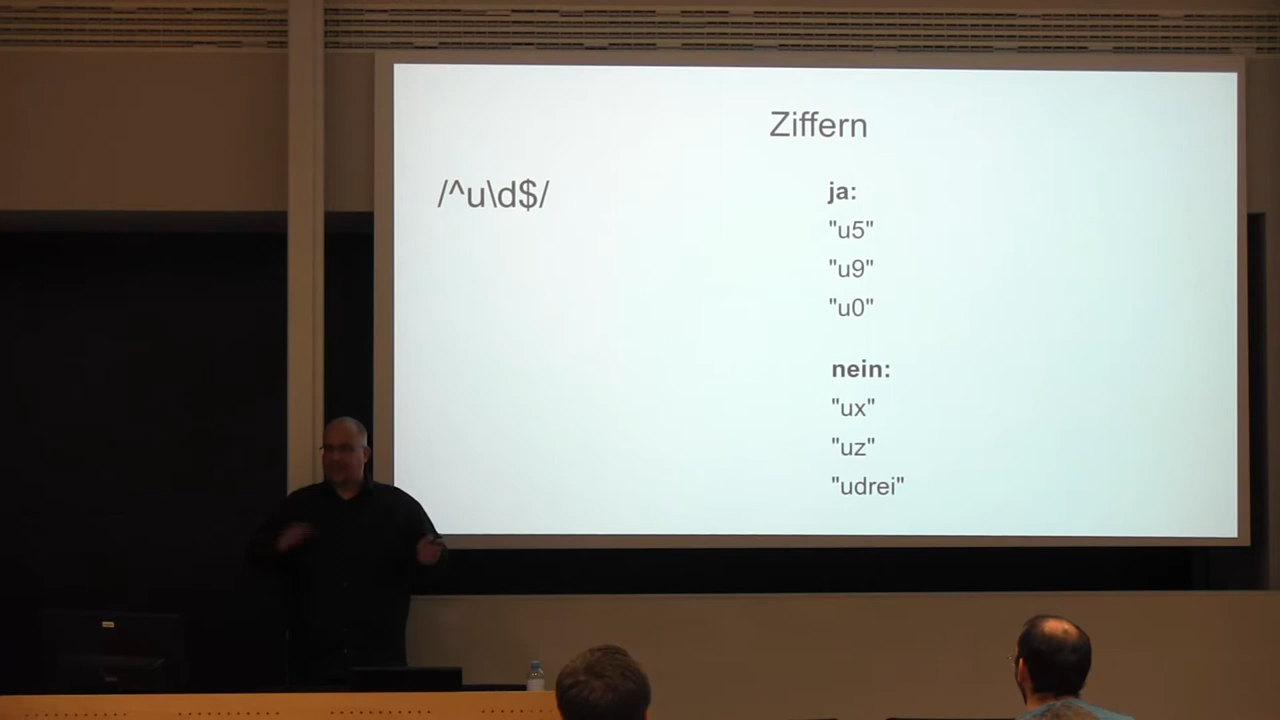 Ziffern
/^u\d$/
ja:
"u5"
"u9"
"u0"
nein:
"ux"
"uz"
"udrei"